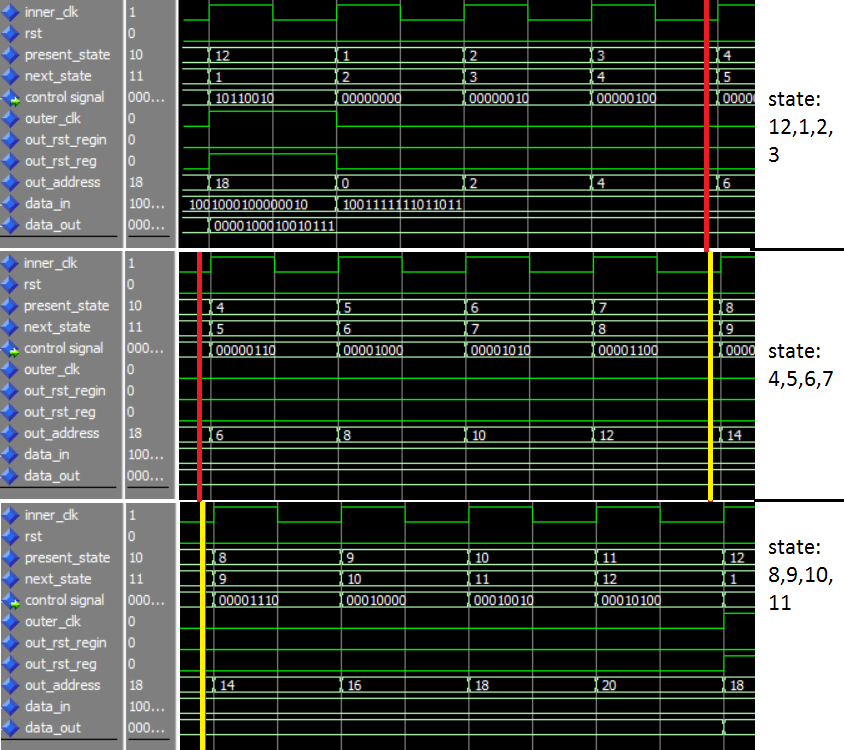 inner_clk 1
rst 0
present_state 10 12 1 2 3 4
next_state 11 1 2 3 4 5
control signal 000... 10110010 00000000 00000010 00000100 0000
outer_clk 0
out_rst_regin 0
out_rst_reg 0
out_address 18 18 0 2 4 6
data_in 100... 1001000100000010 1001111111011011
data_out 000... 0000100010010111
state:
12,1,2,
3
inner_clk 1
rst 0
present_state 10 4 5 6 7 8
next_state 11 5 6 7 8 9
control signal 000... 00000110 00001000 00001010 00001100 0000
outer_clk 0
out_rst_regin 0
out_rst_reg 0
out_address 18 6 8 10 12 14
data_in 100...
data_out 000...
state:
4,5,6,7
inner_clk 1
rst 0
present_state 10 8 9 10 11 12
next_state 11 9 10 11 12 1
control signal 000... 00001110 00010000 00010010 00010100
outer_clk 0
out_rst_regin 0
out_rst_reg 0
out_address 18 14 16 18 20 18
data_in 100...
data_out 000...
state:
8,9,10,
11